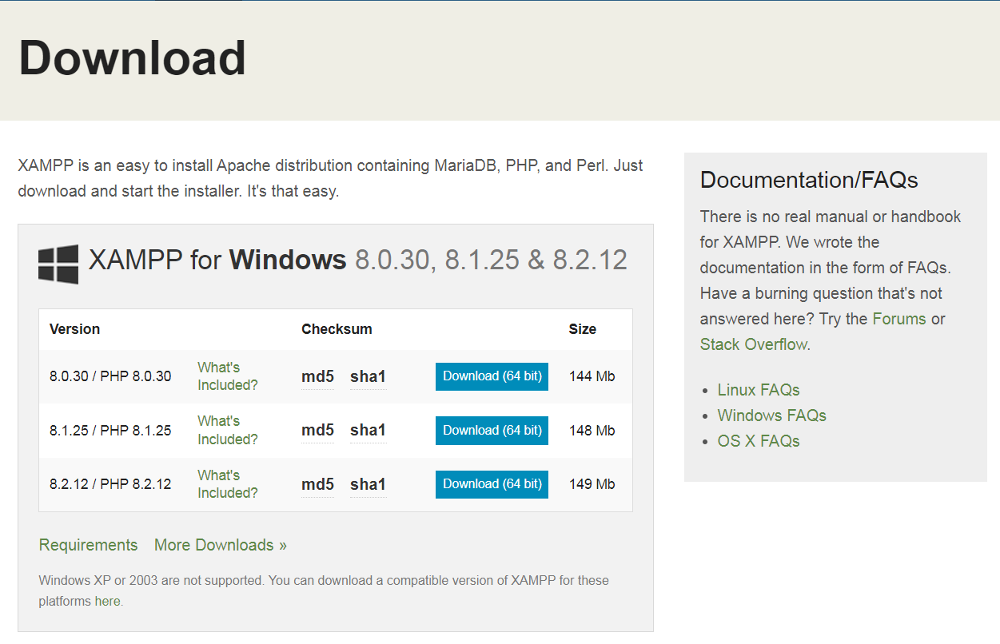 Download
XAMPP is an easy to install Apache distribution containing MariaDB, PHP, and Perl. Just
download and start the installer. It's that easy.
XAMPP for Windows 8.0.30, 8.1.25 & 8.2.12
Version Checksum Size
8.0.30 / PHP 8.0.30 What's Included? md5 sha1 Download (64 bit) 144 Mb
8.1.25 / PHP 8.1.25 What's Included? md5 sha1 Download (64 bit) 148 Mb
8.2.12 / PHP 8.2.12 What's Included? md5 sha1 Download (64 bit) 149 Mb
Requirements More Downloads »
Windows XP or 2003 are not supported. You can download a compatible version of XAMPP for these
platforms here.
Documentation/FAQs
There is no real manual or handbook
for XAMPP. We wrote the
documentation in the form of FAQs.
Have a burning question that's not
answered here? Try the Forums or
Stack Overflow.
• Linux FAQs
• Windows FAQs
• OS X FAQs